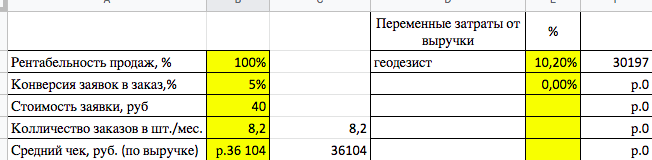 A B C D E F
Переменные затраты от выручки %
Рентабельность продаж, % 100% геодезист 10,20% 30197
Конверсия заявок в заказ,% 5% 0,00% р.0
Стоимость заявки, руб 40 р.0
Колличество заказов в шт./мес. 8,2 8,2 р.0
Средний чек, руб. (по выручке) р.36 104 36104 р.0